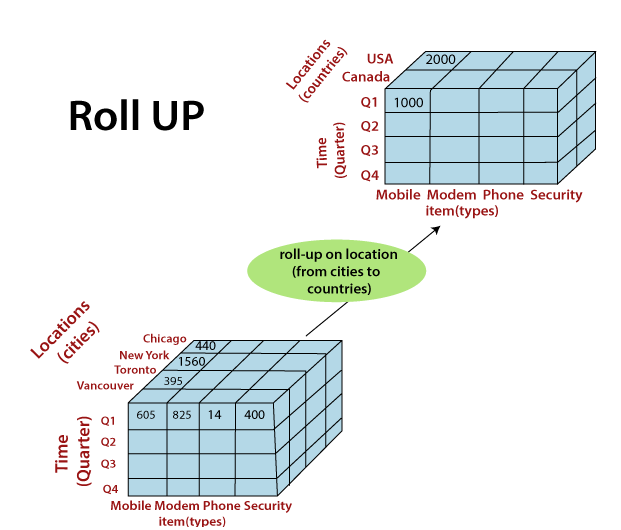 Roll UP
Locations
(countries)
USA
Canada
2000
Q1
1000
Q2
Q3
Q4
Time
(Quarter)
Mobile Modem Phone Security
item(types)
roll-up on location
(from cities to
countries)
Locations
(cities)
Chicago
440
New York
1560
Toronto
395
Vancouver
Q1
605 825 14 400
Q2
Q3
Q4
Time
(Quarter)
Mobile Modem Phone Security
item(types)